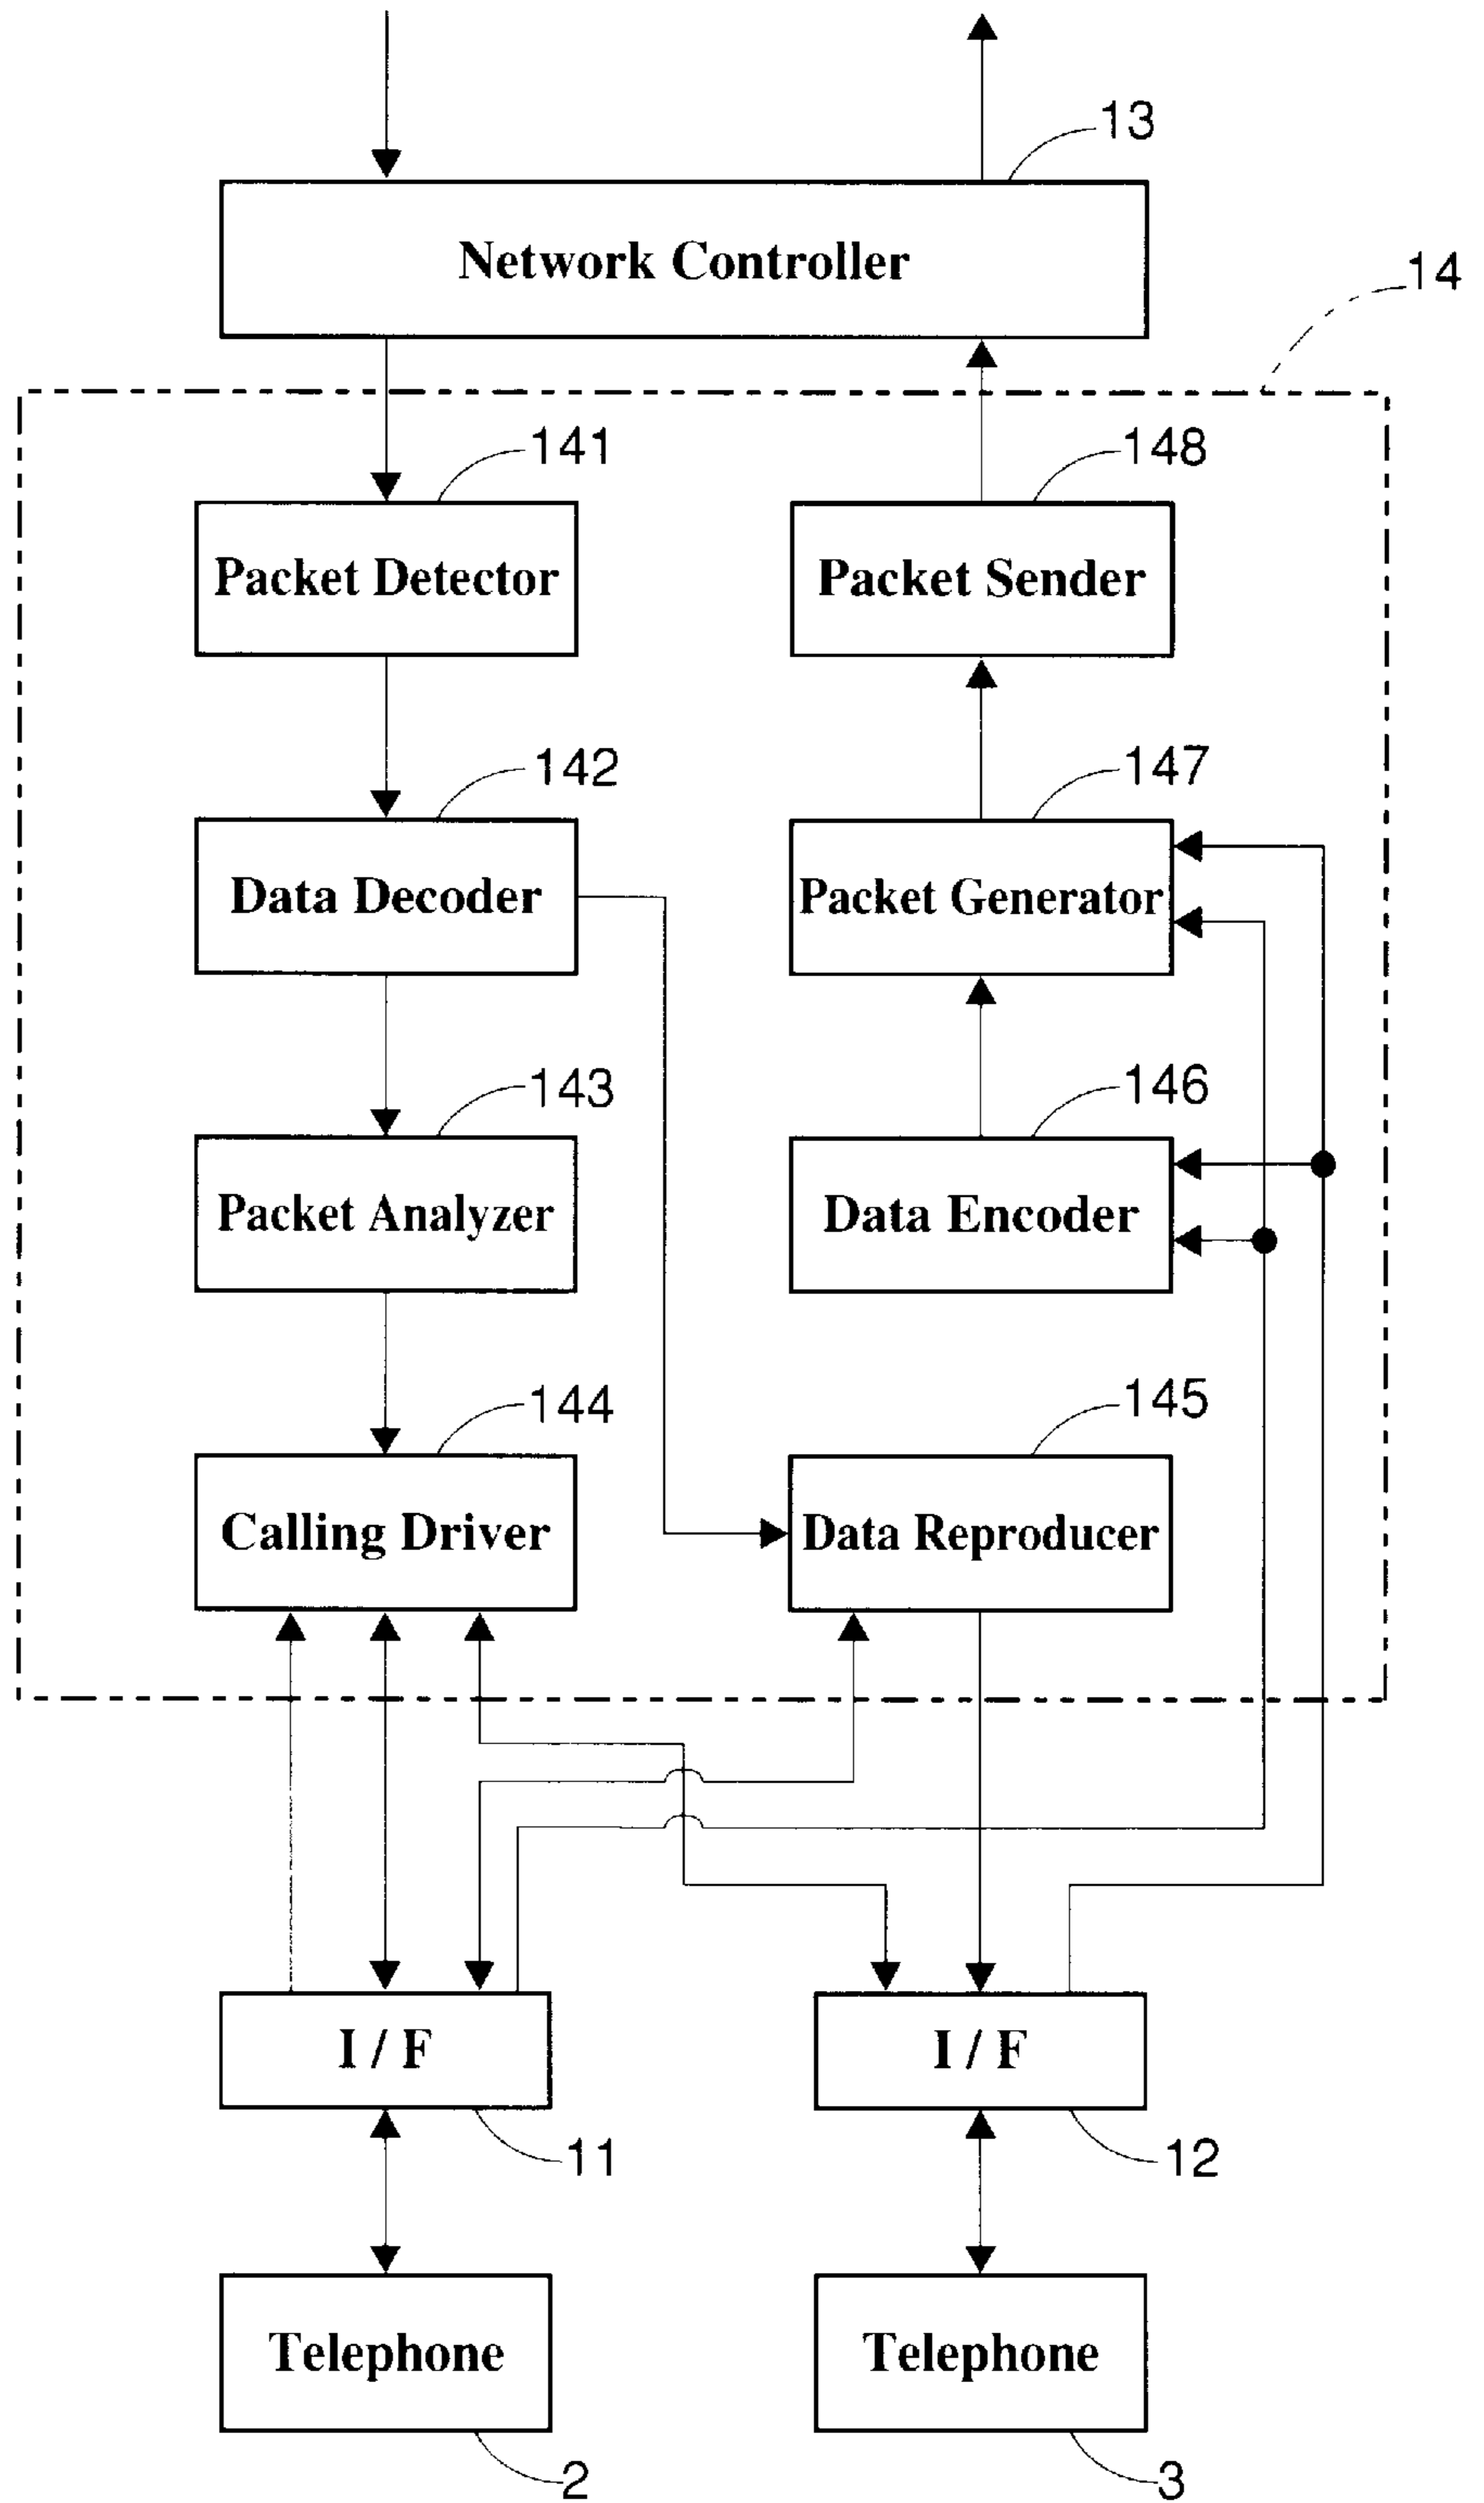 13
Network Controller
14
141
148
Packet Detector
Packet Sender
142
147
Data Decoder
Packet Generator
143
146
Packet Analyzer
Data Encoder
144
145
Calling Driver
Data Reproducer
I / F
I / F
11
12
Telephone
Telephone
2
3